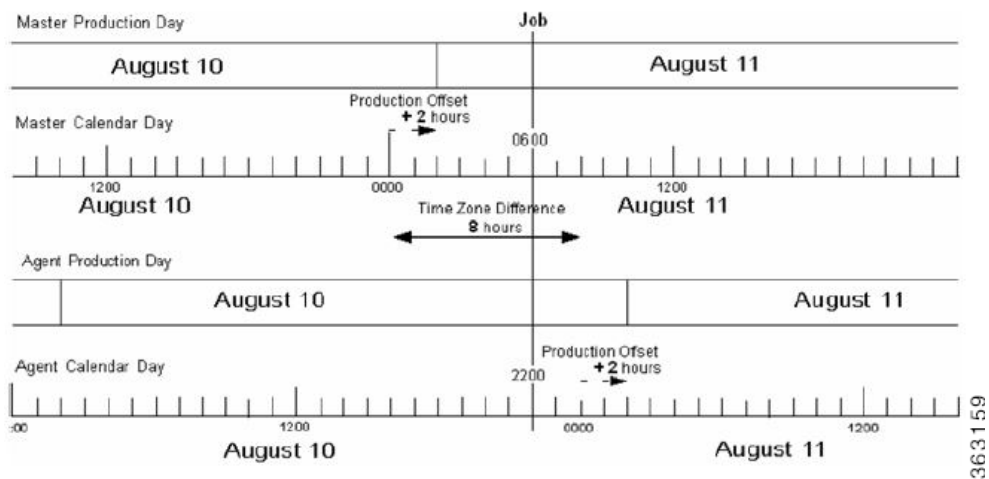 Master Production Day
Job
August 10
August 11
Production Offset
+ 2 hours
Master Calendar Day
0600
1200
0000
1200
August 10
August 11
Time Zone Difference
8 hours
Agent Production Day
August 10
August 11
Production Offset
+ 2 hours
Agent Calendar Day
2200
:00
1200
0000
1200
August 10
August 11
363159